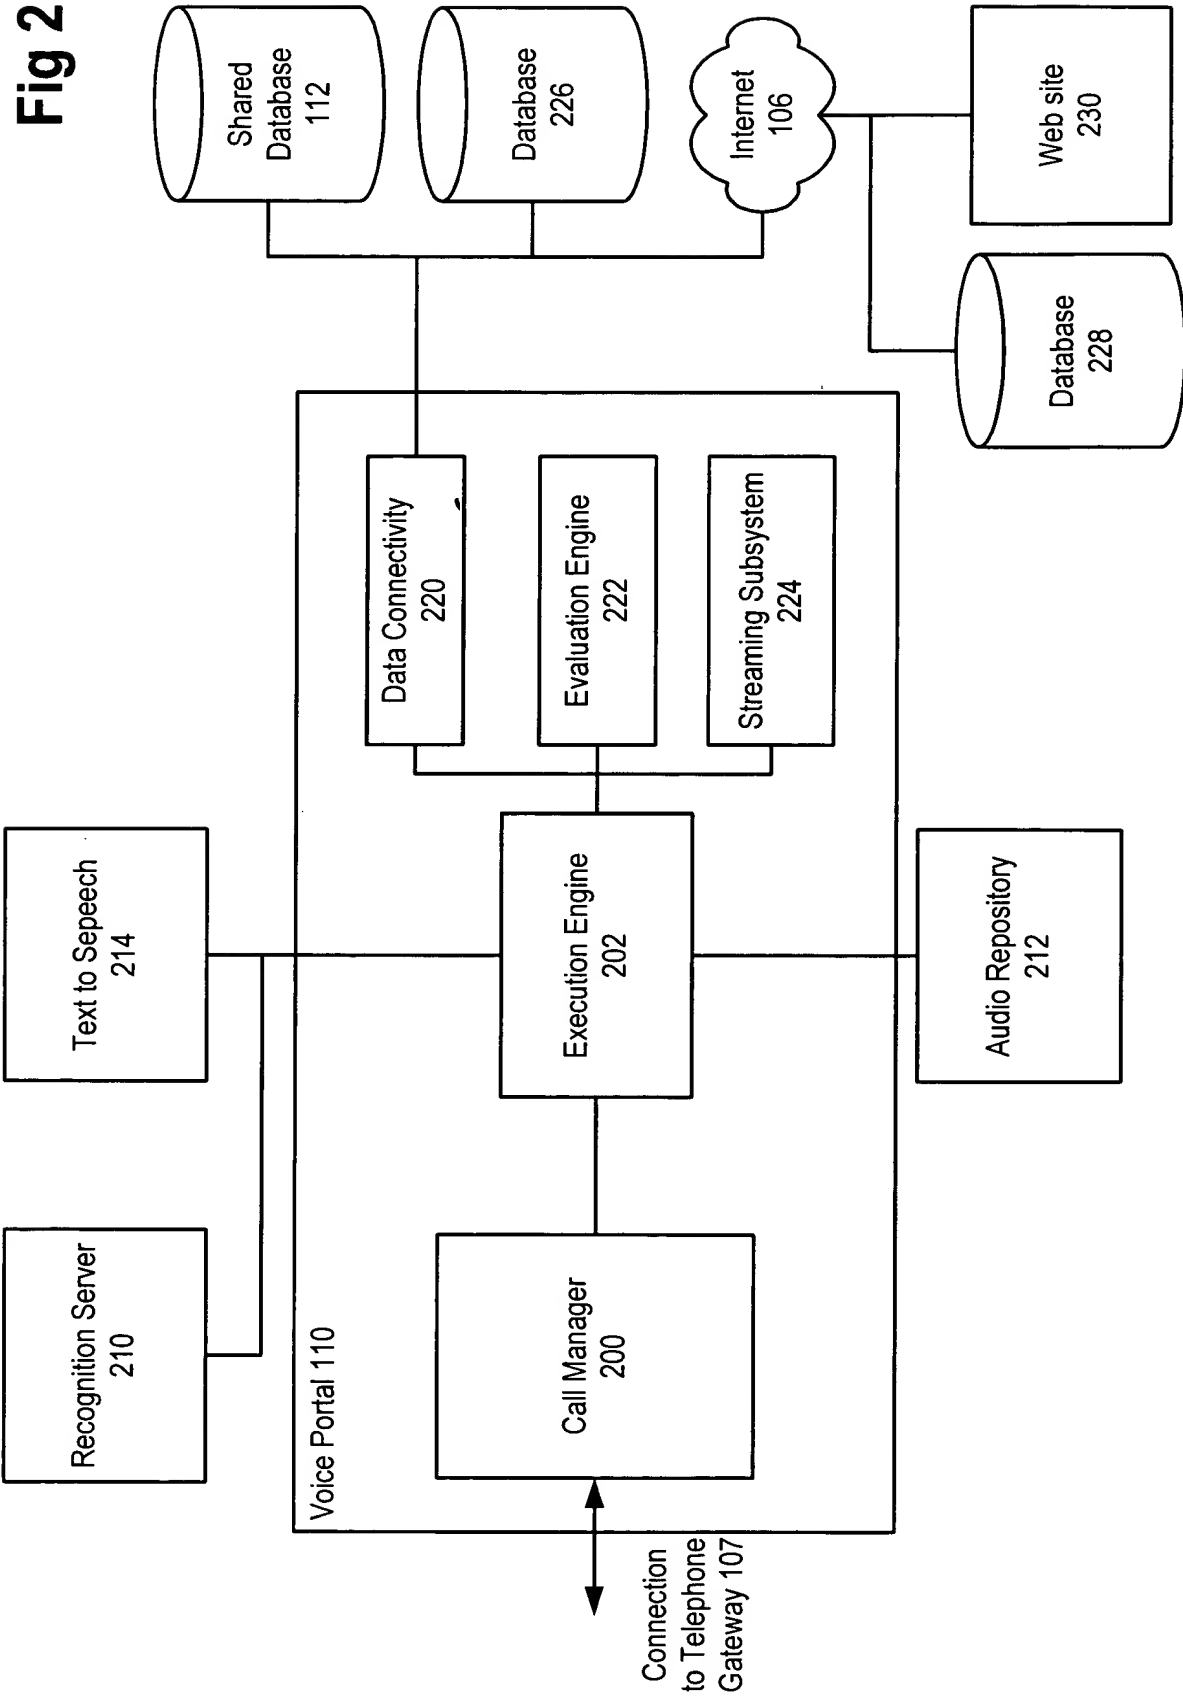 Fig 2
Recognition Server
210
Text to Sepeech
214
Shared
Database
112
Database
226
Internet
106
Web site
230
Database
228
Voice Portal 110
Data Connectivity
220
Evaluation Engine
222
Streaming Subsystem
224
Execution Engine
202
Call Manager
200
Connection
to Telephone
Gateway 107
Audio Repository
212